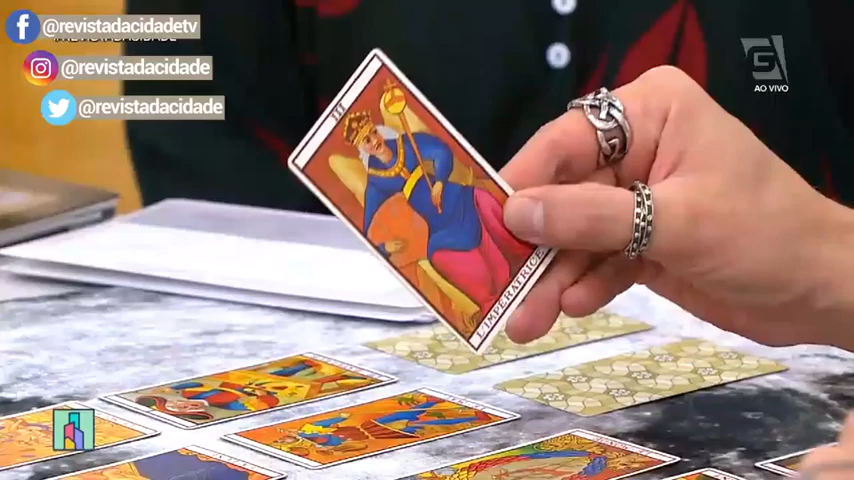 @revistadacidadetv
@revistadacidade
@revistadacidade
G
AO VIVO
III
L'IMPERATRICE